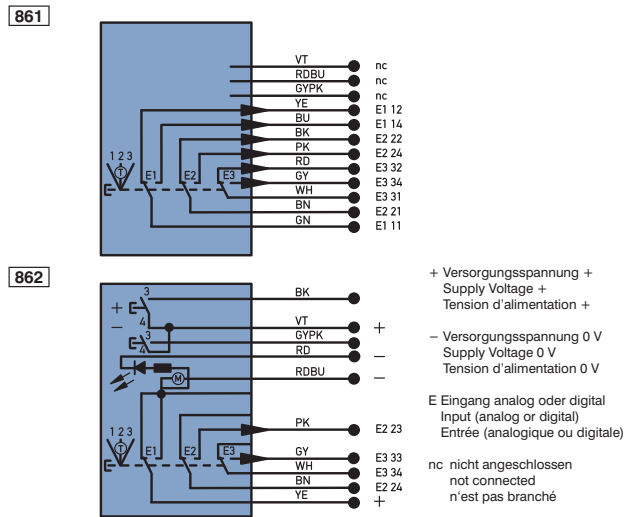 861
VT nc
RDBU nc
GYPK nc
YE E1 12
BU E1 14
BK E2 22
PK E2 24
RD E3 32
GY E3 34
WH E3 31
BN E2 21
GN E1 11
1 2 3
T
E1 E2 E3
862
BK
3
+
4
VT +
−
3
GYPK
4
RD −
RDBU −
M
PK E2 23
GY E3 33
WH E3 34
BN E2 24
YE +
1 2 3
T
E1 E2 E3
+ Versorgungsspannung +
Supply Voltage +
Tension d'alimentation +
− Versorgungsspannung 0 V
Supply Voltage 0 V
Tension d'alimentation 0 V
E Eingang analog oder digital
Input (analog or digital)
Entrée (analogique ou digitale)
nc nicht angeschlossen
not connected
n'est pas branché